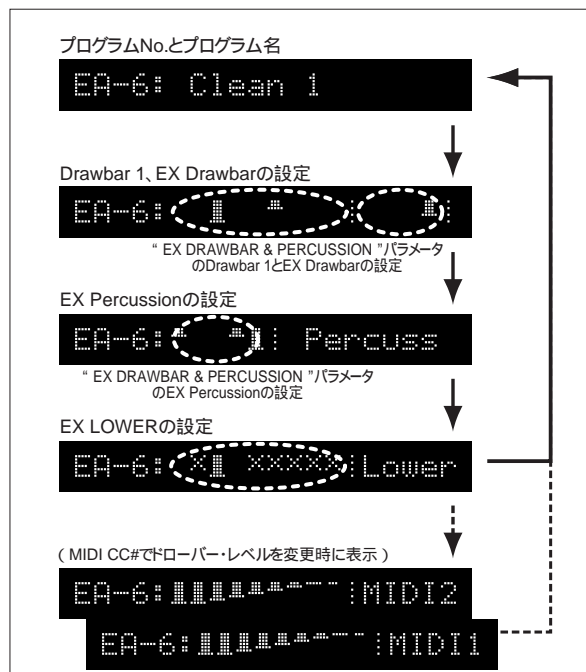 プログラムNo.とプログラム名
EA-6: Clean 1
Drawbar 1、EX Drawbarの設定
EA-6:
“ EX DRAWBAR & PERCUSSION ”パラメータ
のDrawbar 1とEX Drawbarの設定
EX Percussionの設定
EA-6: Percuss
“ EX DRAWBAR & PERCUSSION ”パラメータ
のEX Percussionの設定
EX LOWERの設定
EA-6: X XXXXX Lower
( MIDI CC#でドローバー・レベルを変更時に表示 )
EA-6: MIDI2
EA-6: MIDI1